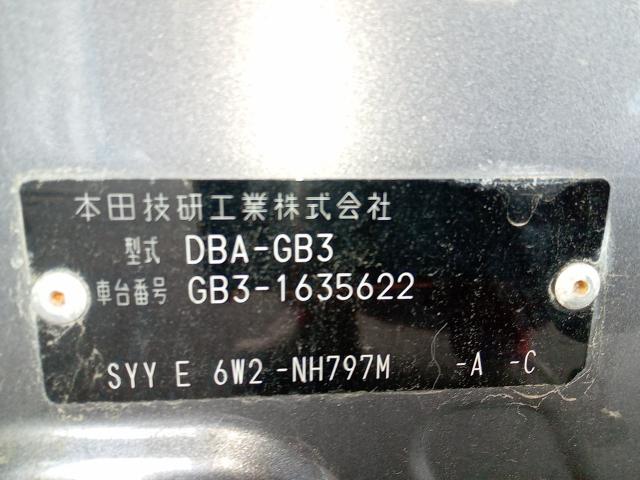 本田技研工業株式会社
型式 DBA-GB3
車台番号 GB3-1635622
SYY E 6W2 -NH797M -A -C